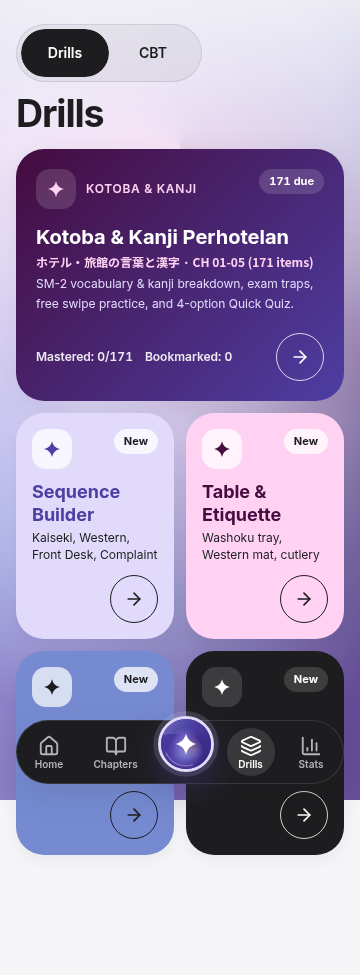 Drills
CBT
Drills
KOTOBA & KANJI
171 due
Kotoba & Kanji Perhotelan
ホテル・旅館の言葉と漢字 · CH 01-05 (171 items)
SM-2 vocabulary & kanji breakdown, exam traps,
free swipe practice, and 4-option Quick Quiz.
Mastered: 0/171
Bookmarked: 0
New
Sequence
Builder
Kaiseki, Western,
Front Desk, Complaint
New
Table &
Etiquette
Washoku tray,
Western mat, cutlery
New
New
Home
Chapters
Drills
Stats